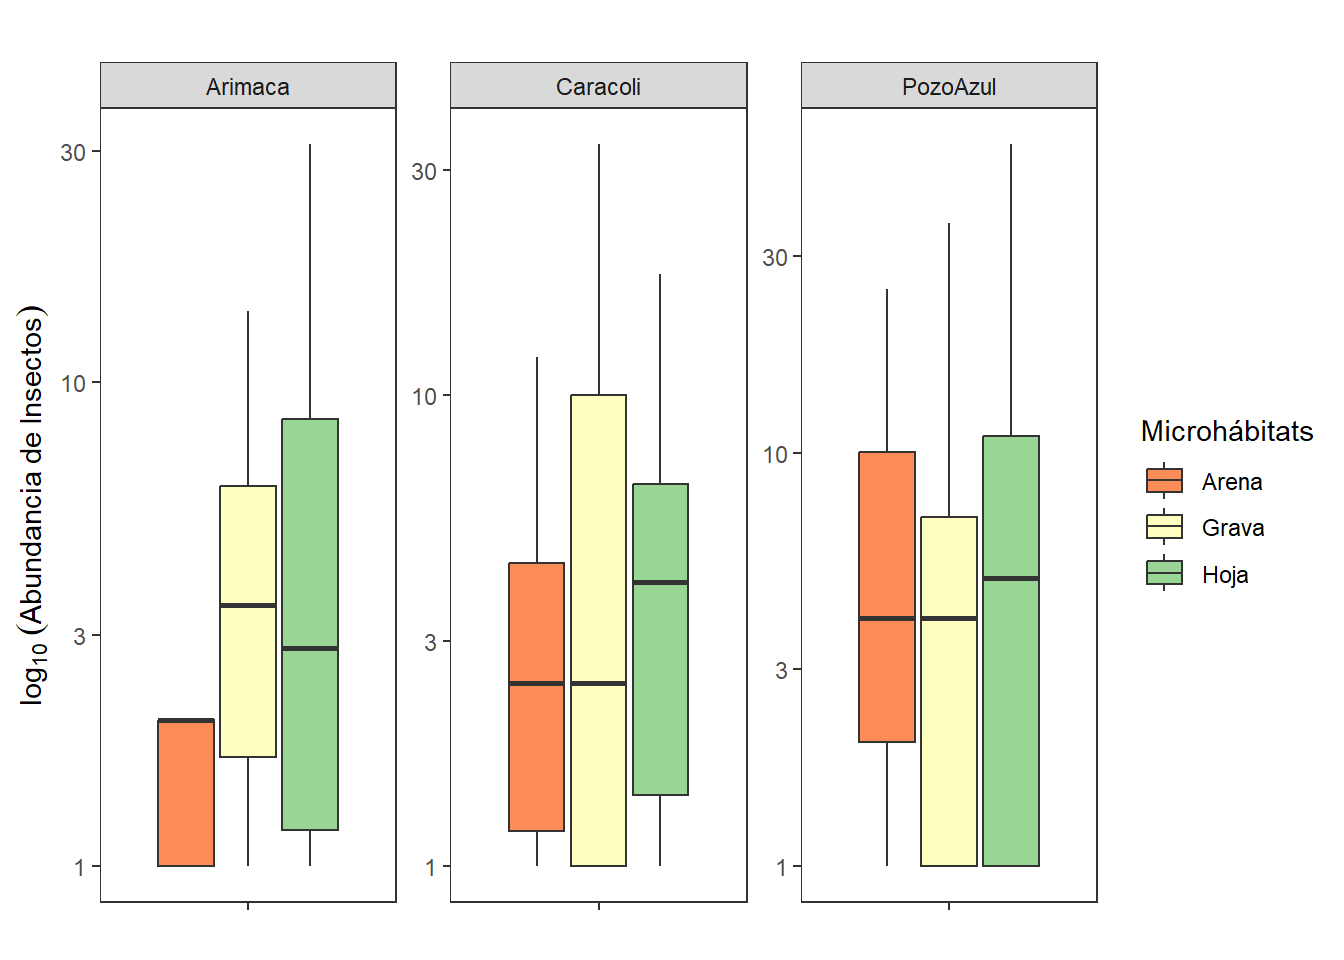 Arimaca
Caracoli
PozoAzul
30
10
3
1
30
10
3
1
30
10
3
1
log₁₀ (Abundancia de Insectos)
Microhábitats
Arena
Grava
Hoja